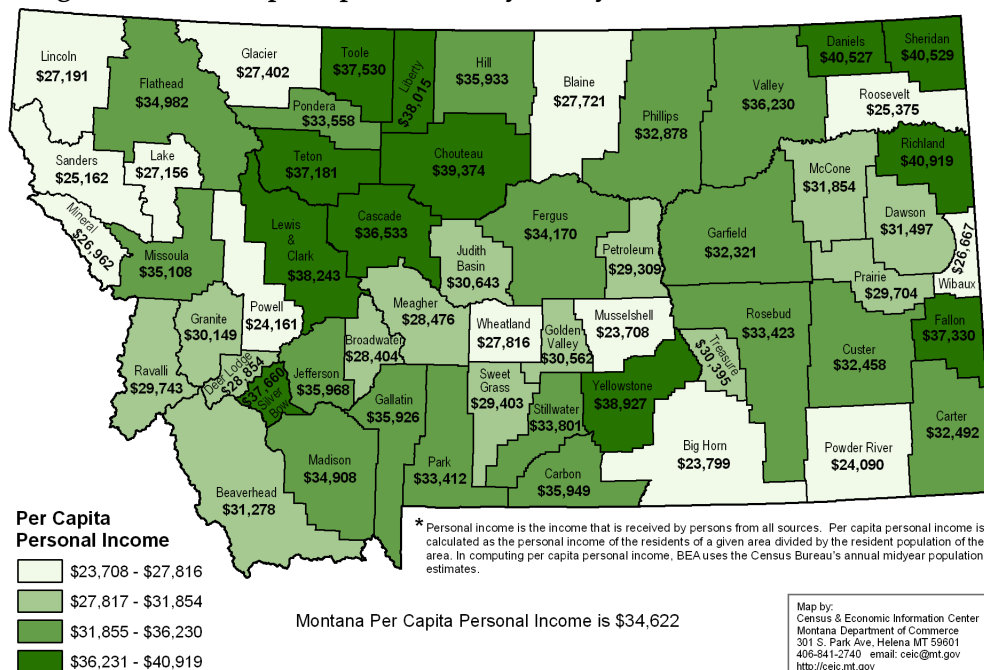 Lincoln
$27,191
Flathead
$34,982
Glacier
$27,402
Toole
$37,530
Liberty
$38,015
Hill
$35,933
Blaine
$27,721
Phillips
$32,878
Valley
$36,230
Daniels
$40,527
Sheridan
$40,529
Roosevelt
$25,375
Pondera
$33,558
Sanders
$25,162
Lake
$27,156
Teton
$37,181
Chouteau
$39,374
McCone
$31,854
Richland
$40,919
Mineral
$26,962
Missoula
$35,108
Lewis
&
Clark
$38,243
Cascade
$36,533
Judith
Basin
$30,643
Fergus
$34,170
Petroleum
$29,309
Garfield
$32,321
Dawson
$31,497
Prairie
$29,704
$26,667
Wibaux
Powell
$24,161
Granite
$30,149
Ravalli
$29,743
Deer Lodge
$28,854
$37,660
Silver
Bow
Jefferson
$35,968
Broadwater
$28,404
Meagher
$28,476
Wheatland
$27,816
Golden
Valley
$30,562
Musselshell
$23,708
Treasure
$30,395
Rosebud
$33,423
Custer
$32,458
Fallon
$37,330
Beaverhead
$31,278
Madison
$34,908
Gallatin
$35,926
Park
$33,412
Sweet
Grass
$29,403
Stillwater
$33,801
Yellowstone
$38,927
Carbon
$35,949
Big Horn
$23,799
Powder River
$24,090
Carter
$32,492
Per Capita
Personal Income
$23,708 - $27,816
$27,817 - $31,854
$31,855 - $36,230
$36,231 - $40,919
* Personal income is the income that is received by persons from all sources. Per capita personal income is
calculated as the personal income of the residents of a given area divided by the resident population of the
area. In computing per capita personal income, BEA uses the Census Bureau's annual midyear population
estimates.
Montana Per Capita Personal Income is $34,622
Map by:
Census & Economic Information Center
Montana Department of Commerce
301 S. Park Ave, Helena MT 59601
406-841-2740 email: ceic@mt.gov
http://ceic.mt.gov